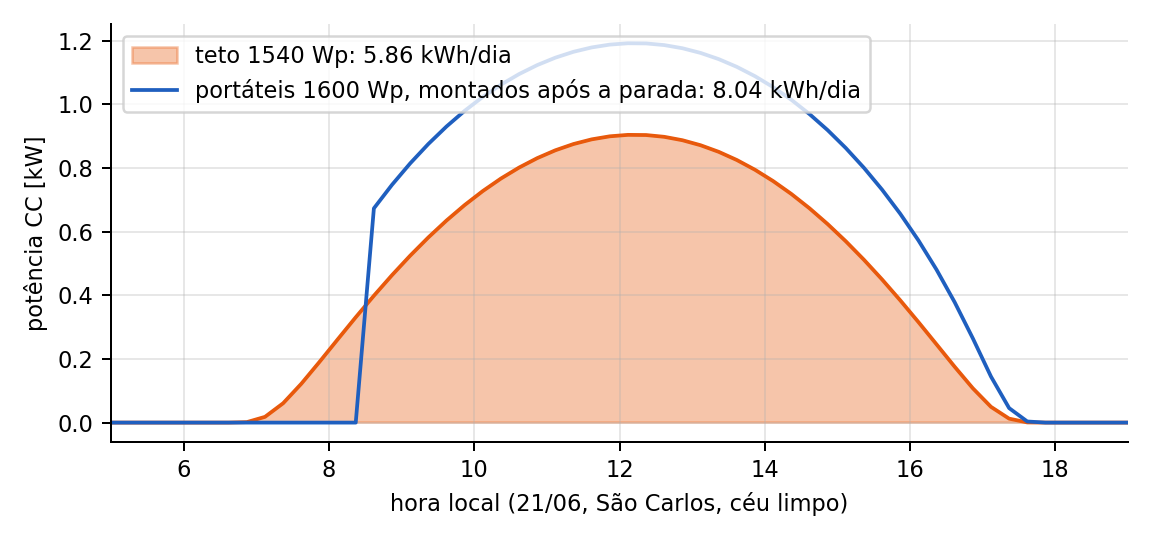 teto 1540 Wp: 5.86 kWh/dia
portáteis 1600 Wp, montados após a parada: 8.04 kWh/dia
potência CC [kW]
1.2
1.0
0.8
0.6
0.4
0.2
0.0
6 8 10 12 14 16 18
hora local (21/06, São Carlos, céu limpo)